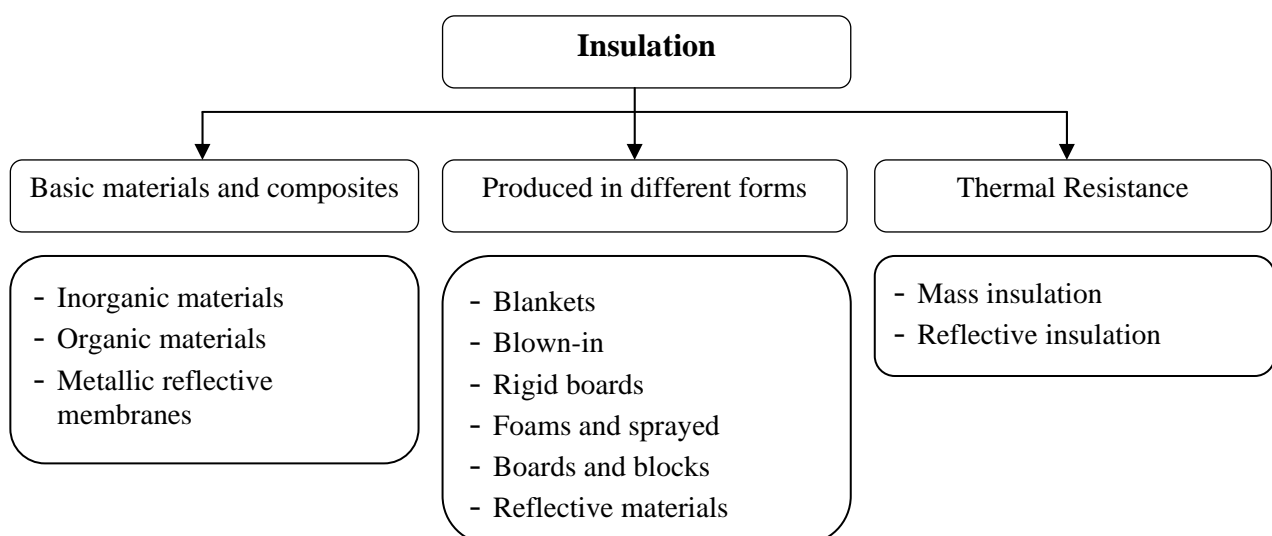 Insulation
Basic materials and composites
Produced in different forms
Thermal Resistance
- Inorganic materials
- Organic materials
- Metallic reflective
membranes
- Blankets
- Blown-in
- Rigid boards
- Foams and sprayed
- Boards and blocks
- Reflective materials
- Mass insulation
- Reflective insulation